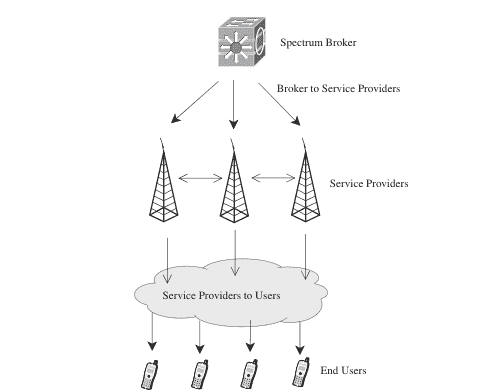 Spectrum Broker
Broker to Service Providers
Service Providers
Service Providers to Users
End Users